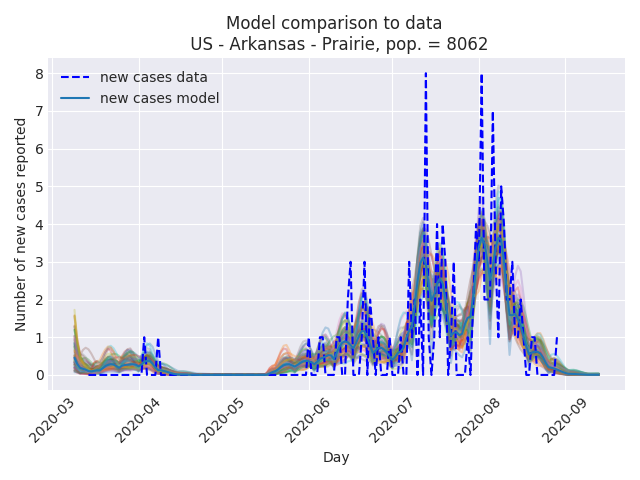 Model comparison to data
US - Arkansas - Prairie, pop. = 8062
new cases data
new cases model
Number of new cases reported
8
7
6
5
4
3
2
1
0
2020-03
2020-04
2020-05
2020-06
2020-07
2020-08
2020-09
Day